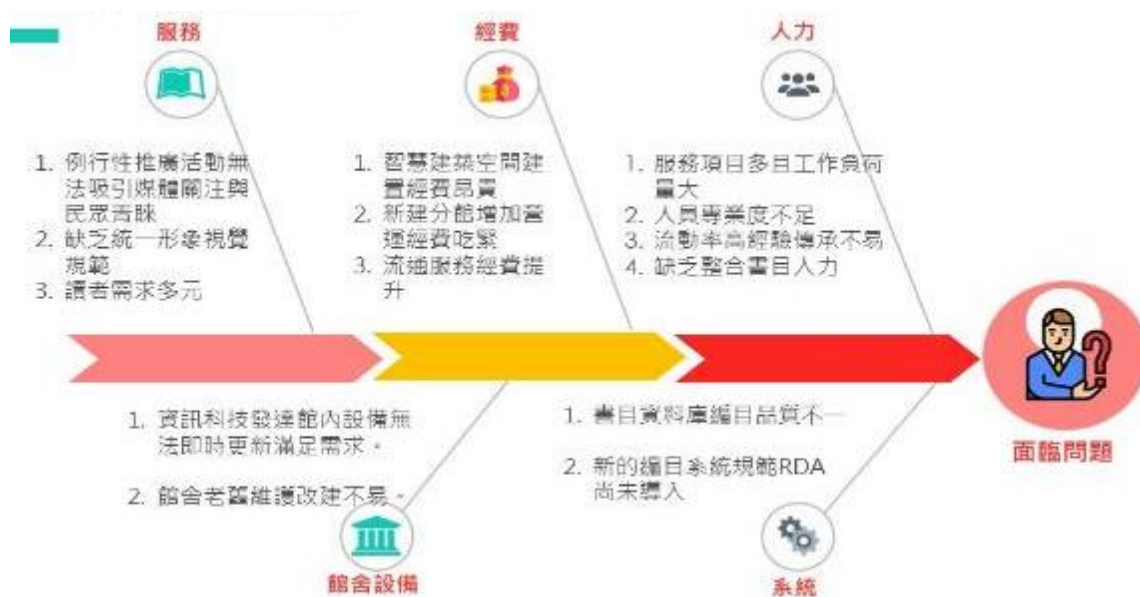 服務
1. 例行性推廣活動無
法吸引媒體關注與
民眾青睞
2. 缺乏統一形象視覺
規範
3. 讀者需求多元
經費
1. 智慧建築空間建
置經費昂貴
2. 新建分館增加營
運經費吃緊
3. 流通服務經費提
升
人力
1. 服務項目多且工作負荷
量大
2. 人員專業度不足
3. 流動率高經驗傳承不易
4. 缺乏整合書目人力
1. 資訊科技發達館內設備無
法即時更新滿足需求。
2. 館舍老舊維護改建不易。
館舍設備
1. 書目資料庫編目品質不一
2. 新的編目系統規範RDA
尚未導入
系統
面臨問題